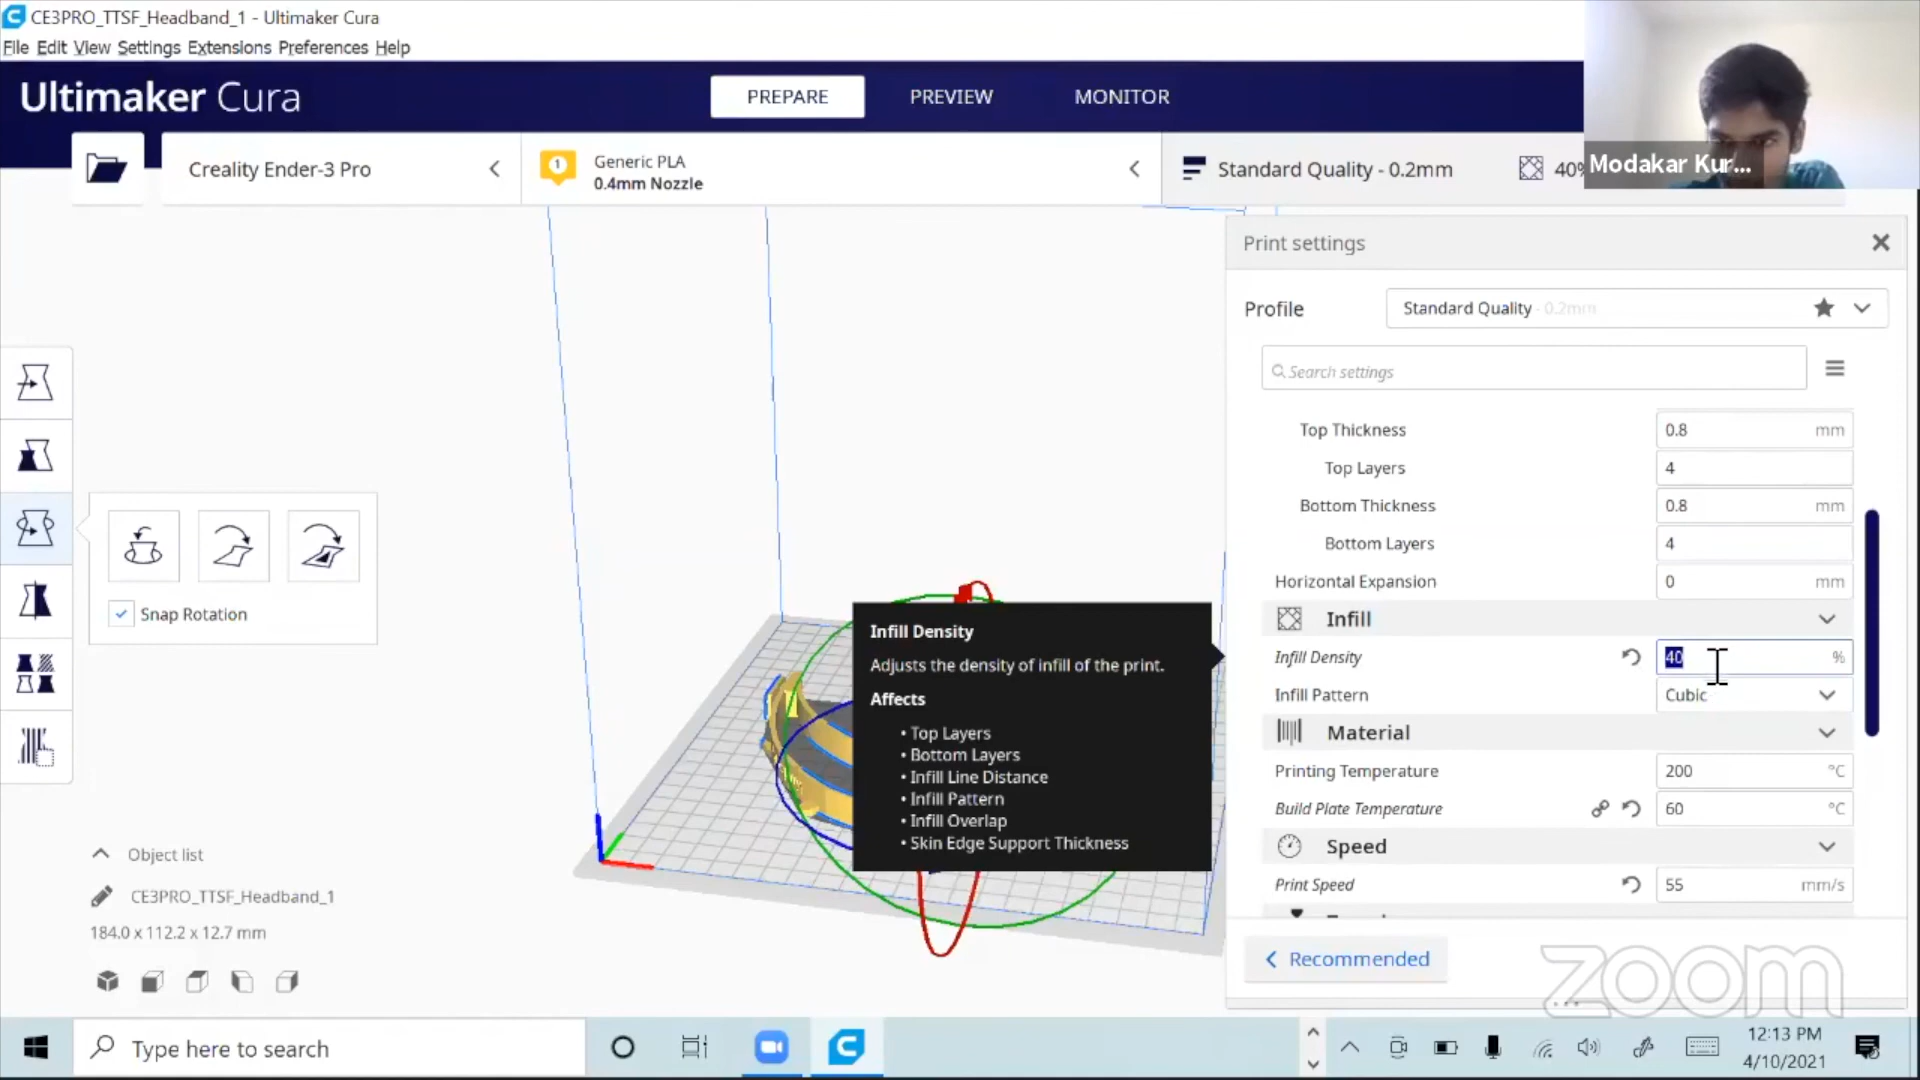 CE3PRO_TTSF_Headband_1 - Ultimaker Cura
File Edit View Settings Extensions Preferences Help
Ultimaker Cura
PREPARE
PREVIEW
MONITOR
Modakar Kur...
Creality Ender-3 Pro
1
Generic PLA
0.4mm Nozzle
Standard Quality - 0.2mm
40%
Print settings
Profile
Standard Quality - 0.2mm
Search settings
Top Thickness 0.8 mm
Top Layers 4
Bottom Thickness 0.8 mm
Bottom Layers 4
Horizontal Expansion 0 mm
Infill
Infill Density 40 %
Infill Pattern Cubic
Material
Printing Temperature 200 °C
Build Plate Temperature 60 °C
Speed
Print Speed 55 mm/s
Recommended
Snap Rotation
Infill Density
Adjusts the density of infill of the print.
Affects
• Top Layers
• Bottom Layers
• Infill Line Distance
• Infill Pattern
• Infill Overlap
• Skin Edge Support Thickness
Object list
CE3PRO_TTSF_Headband_1
184.0 x 112.2 x 12.7 mm
zoom
Type here to search
12:13 PM
4/10/2021